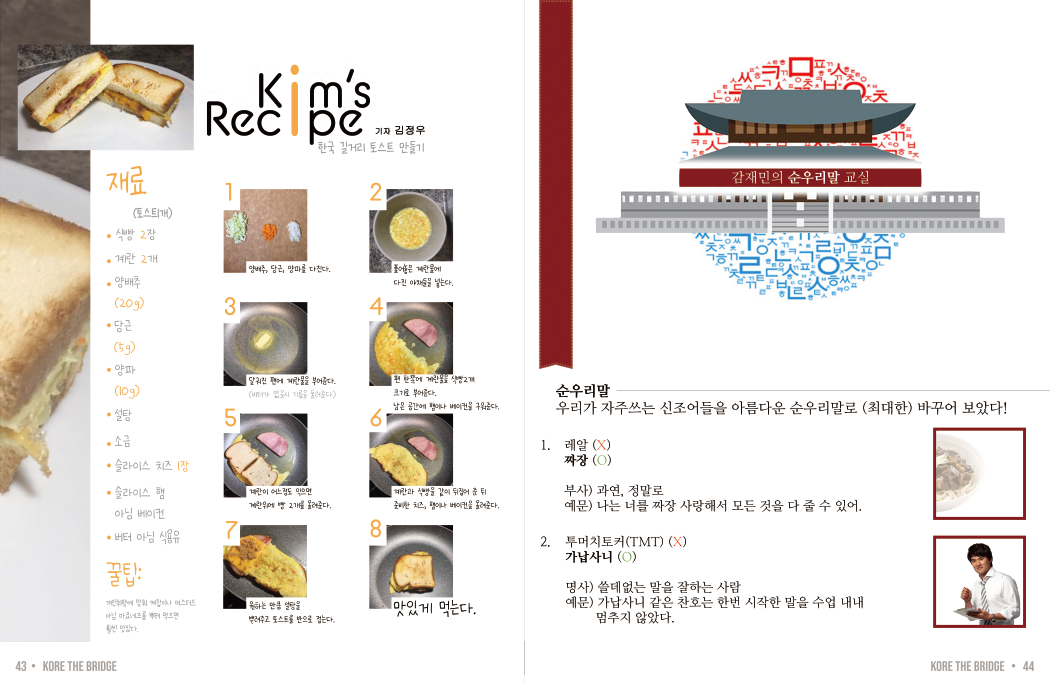 Kim's
Recipe
기자 김정우
한국 길거리 토스트 만들기
재료
(토스트1개)
• 식빵 2장
• 계란 2개
• 양배추
(20g)
• 당근
(5g)
• 양파
(10g)
• 설탕
• 소금
• 슬라이스 치즈 1장
• 슬라이스 햄
아님 베이컨
• 버터 아님 식용유
꿀팁:
개인취향에 맞춰 케찹이나 머스터드
아님 마요네즈를 뿌려 먹으면
훨씬 맛있다.
1
양배추, 당근, 양파를 다진다.
2
풀어놓은 계란물에
다진 야채들을 넣는다.
3
달궈진 팬에 계란물을 부어준다.
(버터가 없을시 기름을 둘러준다)
4
팬 한쪽에 계란물을 식빵2개
크기로 부어준다.
남은 공간에 햄이나 베이컨을 구워준다.
5
계란이 어느정도 익으면
계란위에 빵 2개를 올려준다.
6
계란과 식빵을 같이 뒤집어 준 뒤
준비한 치즈, 햄이나 베이컨을 올려준다.
7
원하는 만큼 설탕을
뿌려주고 토스트를 반으로 접는다.
8
맛있게 먹는다.
43 • KORE THE BRIDGE
감재민의 순우리말 교실
순우리말
우리가 자주쓰는 신조어들을 아름다운 순우리말로 (최대한) 바꾸어 보았다!
1. 레알 (X)
짜장 (O)
부사) 과연, 정말로
예문) 나는 너를 짜장 사랑해서 모든 것을 다 줄 수 있어.
2. 투머치토커(TMT) (X)
가납사니 (O)
명사) 쓸데없는 말을 잘하는 사람
예문) 가납사니 같은 찬호는 한번 시작한 말을 수업 내내
멈추지 않았다.
KORE THE BRIDGE • 44